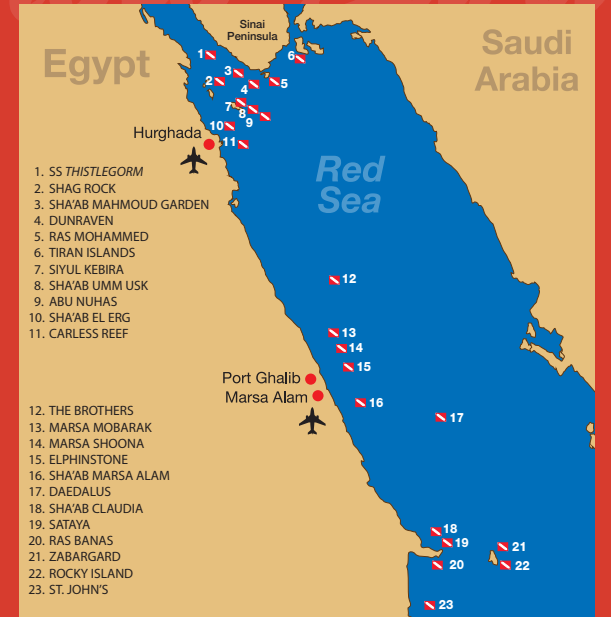 Sinai
Peninsula
Egypt
Saudi
Arabia
1
2
3
4
5
6
7
8
9
10
11
Hurghada
Red
Sea
1. SS THISTLEGORM
2. SHAG ROCK
3. SHA'AB MAHMOUD GARDEN
4. DUNRAVEN
5. RAS MOHAMMED
6. TIRAN ISLANDS
7. SIYUL KEBIRA
8. SHA'AB UMM USK
9. ABU NUHAS
10. SHA'AB EL ERG
11. CARLESS REEF
12
13
14
15
Port Ghalib
Marsa Alam
16
17
12. THE BROTHERS
13. MARSA MOBARAK
14. MARSA SHOONA
15. ELPHINSTONE
16. SHA'AB MARSA ALAM
17. DAEDALUS
18. SHA'AB CLAUDIA
19. SATAYA
20. RAS BANAS
21. ZABARGARD
22. ROCKY ISLAND
23. ST. JOHN'S
18
19
21
20
22
23